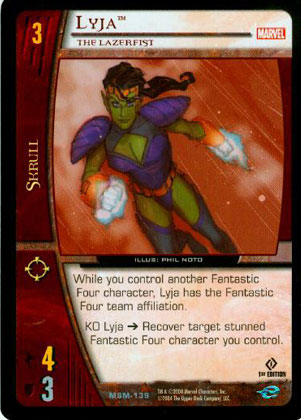 3
LYJA™
THE LAZERFIST
MARVEL
SKRULL
ILLUS: PHIL NOTO
While you control another Fantastic
Four character, Lyja has the Fantastic
Four team affiliation.
KO Lyja ➔ Recover target stunned
Fantastic Four character you control.
4
3
MSM-139
TM & ©2004 Marvel Characters, Inc.
©2004 The Upper Deck Company, LLC.
1st EDITION